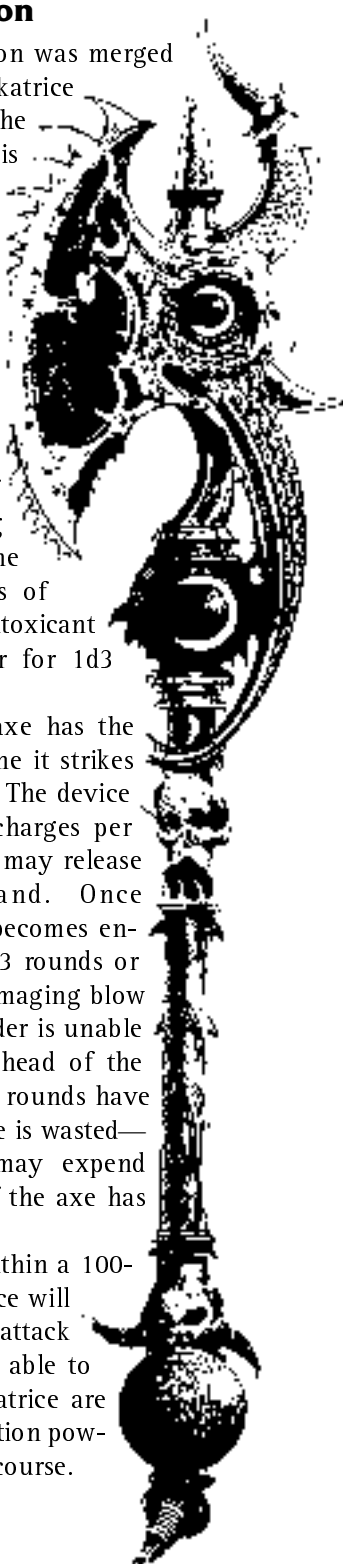 on
on was merged
katrice
he
is
s of
toxicant
r for 1d3
axe has the
ne it strikes
The device
charges per
may release
and. Once
becomes en-
3 rounds or
maging blow
der is unable
head of the
rounds have
e is wasted—
may expend
f the axe has
thin a 100-
ce will
attack
able to
atrice are
tion pow-
course.